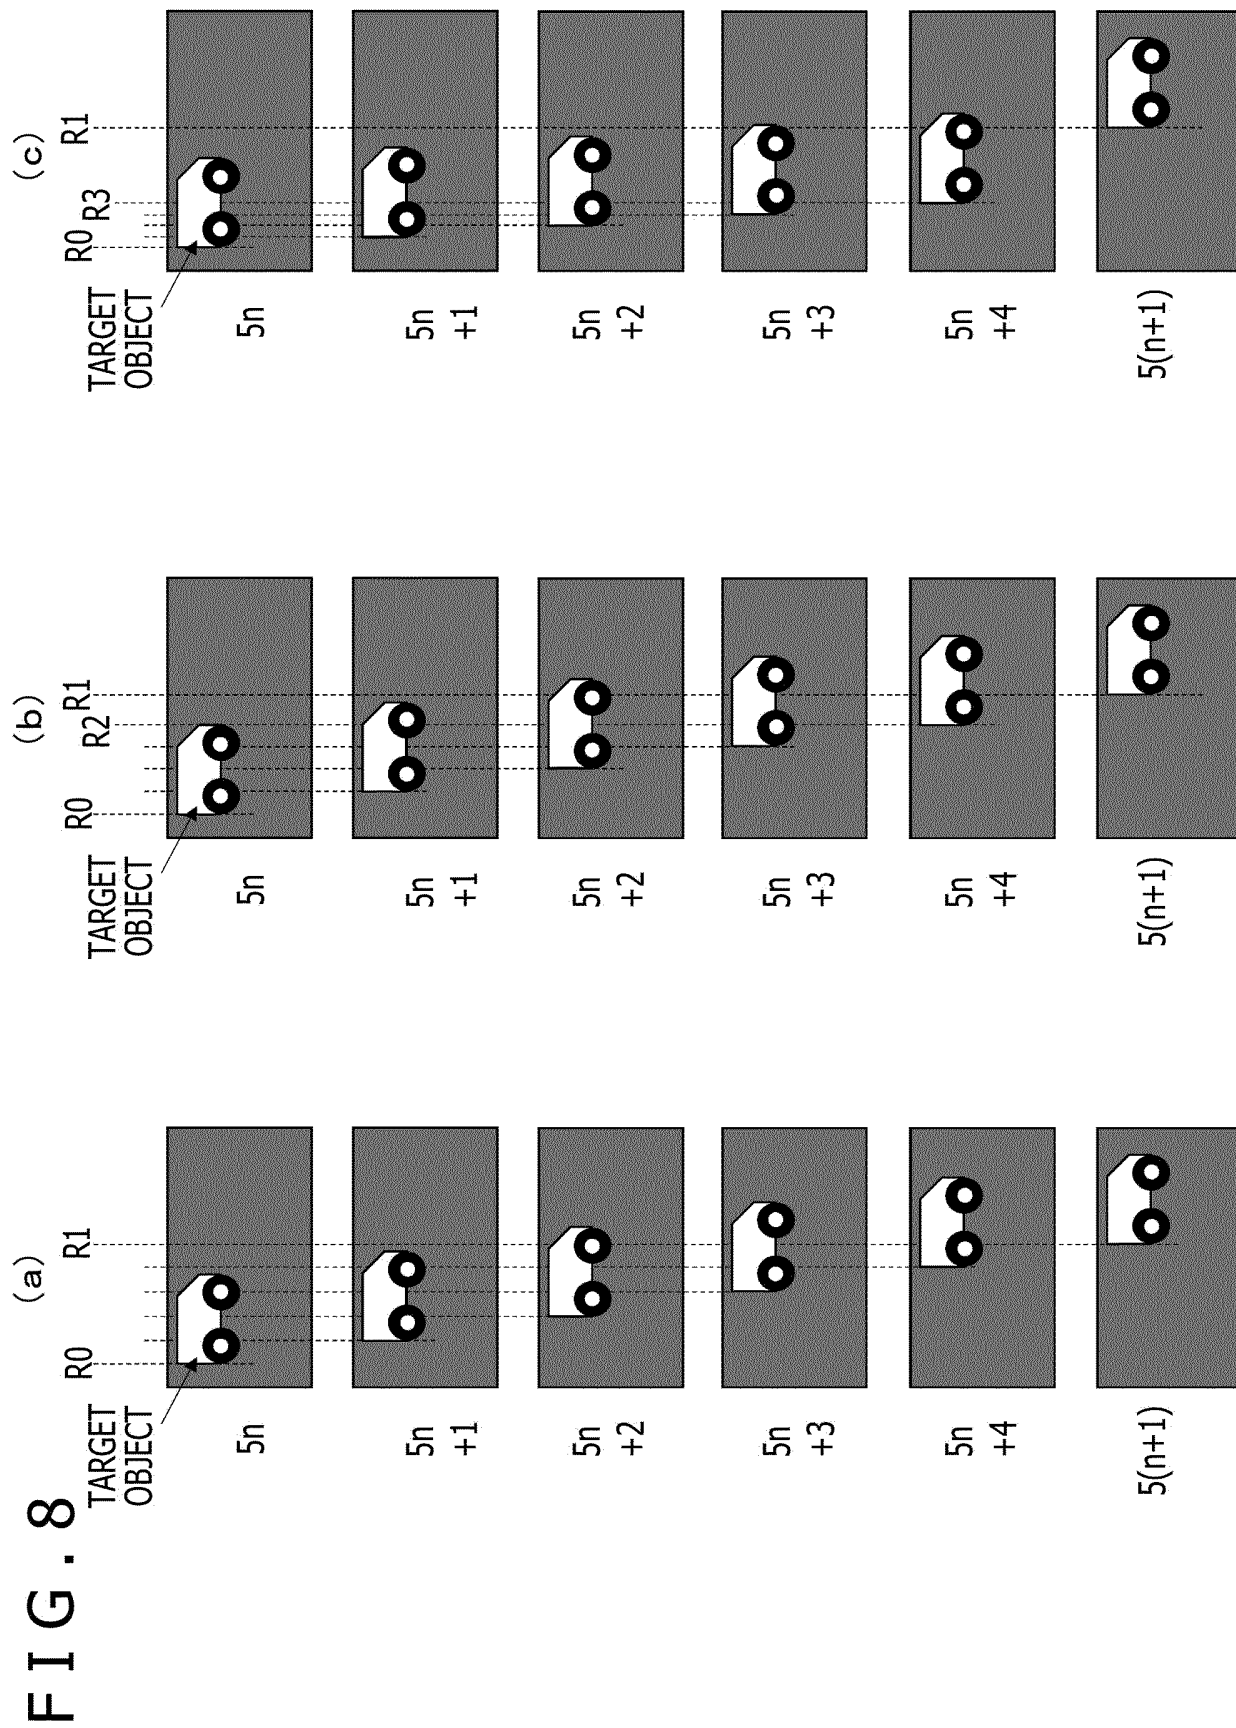 FIG.8
(a)
R0
R1
TARGET
OBJECT
5n
5n
+1
5n
+2
5n
+3
5n
+4
5(n+1)
(b)
R0
R2
R1
TARGET
OBJECT
5n
5n
+1
5n
+2
5n
+3
5n
+4
5(n+1)
(c)
R0
R3
R1
TARGET
OBJECT
5n
5n
+1
5n
+2
5n
+3
5n
+4
5(n+1)